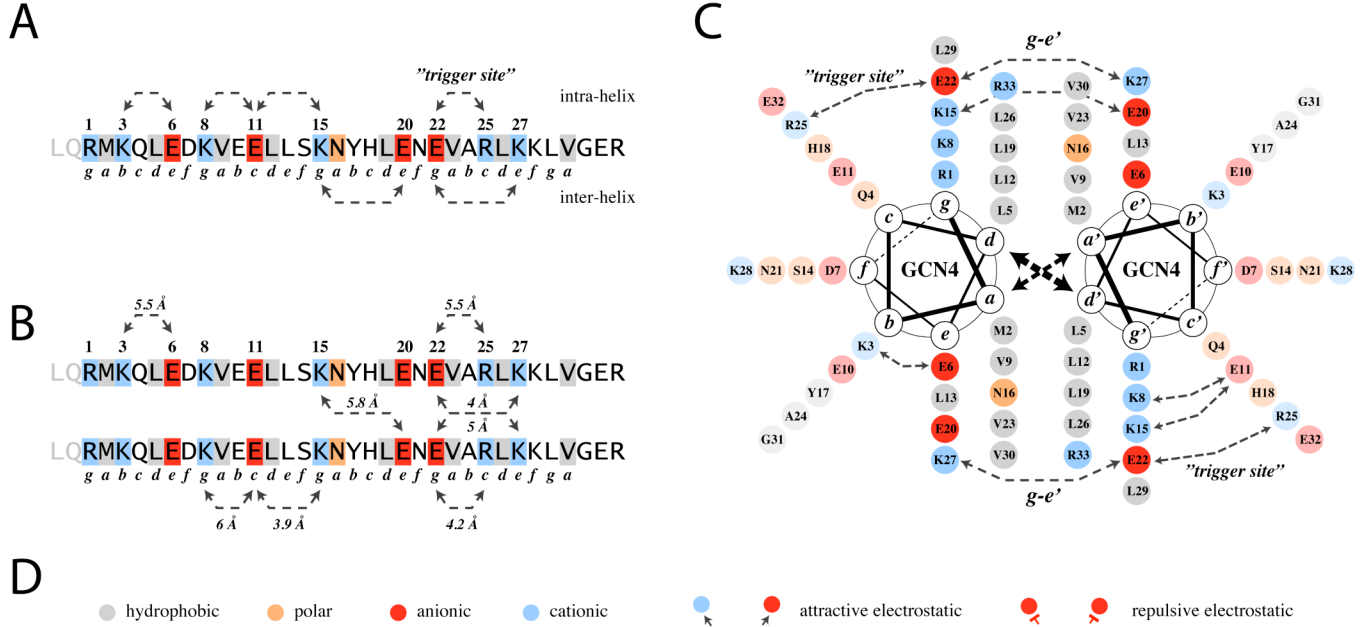 A
"trigger site"
intra-helix
1 3 6 8 11 15 20 22 25 27
LQRMKQLEDKVEELLSKNYHLENEVARLKKLVGER
g a b c d e f g a b c d e f g a b c d e f g a b c d e f g a
inter-helix
B
5.5 Å 5.5 Å
1 3 6 8 11 15 20 22 25 27
LQRMKQLEDKVEELLSKNYHLENEVARLKKLVGER
5.8 Å 4 Å
5 Å
LQRMKQLEDKVEELLSKNYHLENEVARLKKLVGER
g a b c d e f g a b c d e f g a b c d e f g a b c d e f g a
6 Å 3.9 Å 4.2 Å
C
g-e'
"trigger site"
L29
E22
K15
K8
R1
R33
L26
L19
L12
L5
V30
V23
N16
V9
M2
K27
E20
L13
E6
E32
R25
H18
E11
Q4
G31
A24
Y17
E10
K3
c g d f a b e
GCN4
e' b' a' f' d' c' g'
GCN4
K28 N21 S14 D7
D7 S14 N21 K28
K3
E10
Y17
A24
G31
E6
L13
E20
K27
M2
V9
N16
V23
V30
L5
L12
L19
L26
R33
R1
K8
K15
E22
L29
Q4
E11
H18
R25
E32
"trigger site"
g-e'
D
hydrophobic polar anionic cationic attractive electrostatic repulsive electrostatic